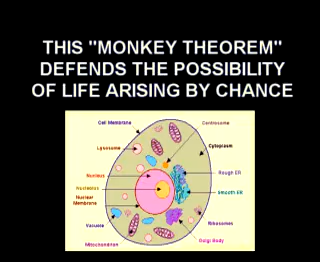 THIS "MONKEY THEOREM"
DEFENDS THE POSSIBILITY
OF LIFE ARISING BY CHANCE
Cell Membrane
Centrosome
Lysosome
Cytoplasm
Nucleus
Rough ER
Nucleolus
Smooth ER
Nuclear
Membrane
Vacuole
Ribosomes
Mitochondrion
Golgi Body